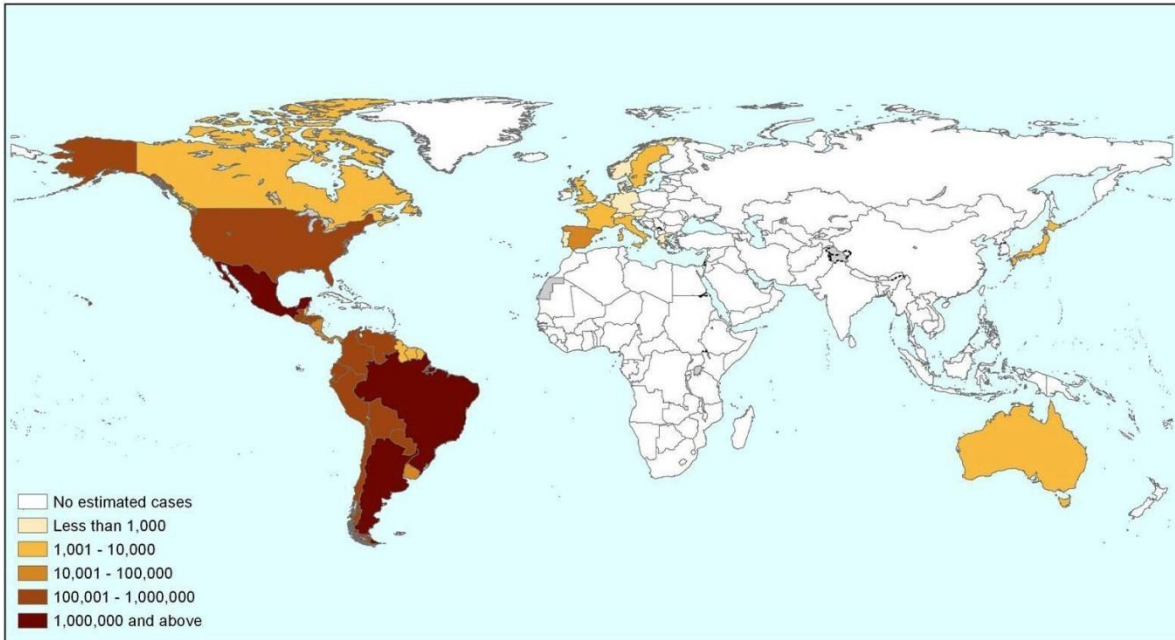 No estimated cases
Less than 1,000
1,001 - 10,000
10,001 - 100,000
100,001 - 1,000,000
1,000,000 and above